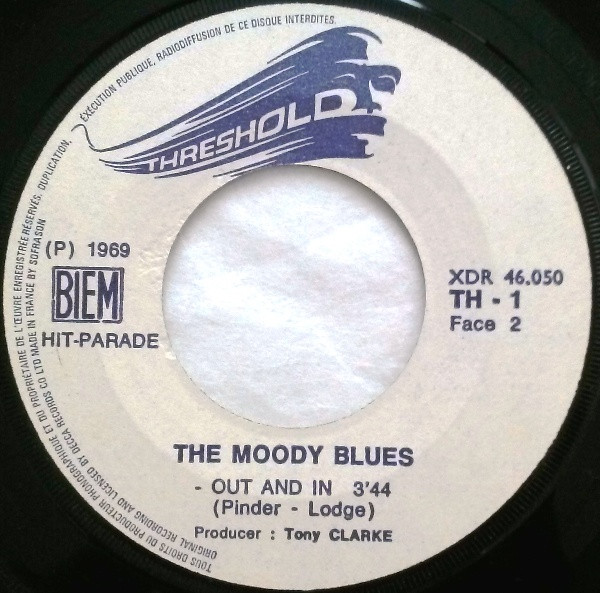 TOUS DROITS DU PRODUCTEUR PHONOGRAPHIQUE ET DU PROPRIÉTAIRE DE L'ŒUVRE ENREGISTRÉE RÉSERVÉS. DUPLICATION, EXÉCUTION PUBLIQUE, RADIODIFFUSION DE CE DISQUE INTERDITES.
ORIGINAL RECORDING AND LICENSED BY DECCA RECORDS CO LTD MADE IN FRANCE BY SOFRASON
THRESHOLD
(P) 1969
BIEM
HIT-PARADE
XDR 46.050
TH - 1
Face 2
THE MOODY BLUES
- OUT AND IN 3'44
(Pinder - Lodge)
Producer : Tony CLARKE